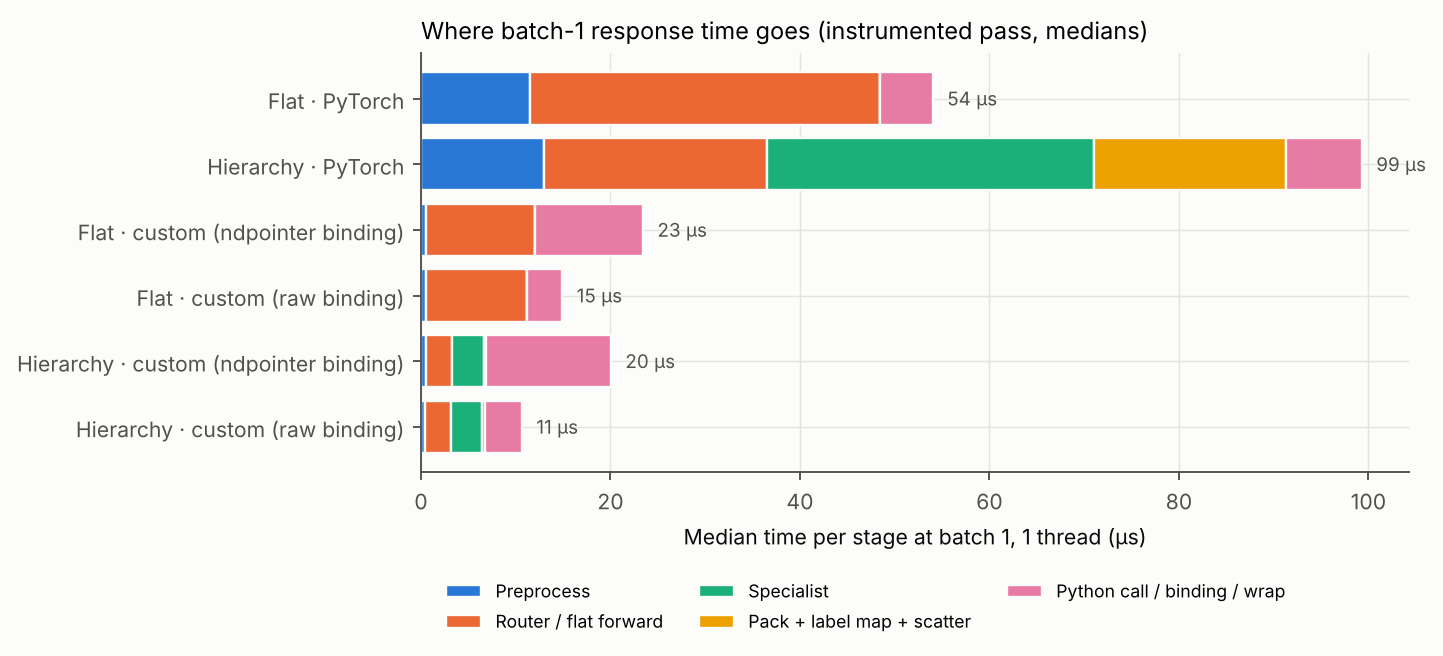 Where batch-1 response time goes (instrumented pass, medians)
Flat · PyTorch
54 µs
Hierarchy · PyTorch
99 µs
Flat · custom (ndpointer binding)
23 µs
Flat · custom (raw binding)
15 µs
Hierarchy · custom (ndpointer binding)
20 µs
Hierarchy · custom (raw binding)
11 µs
0 20 40 60 80 100
Median time per stage at batch 1, 1 thread (µs)
Preprocess
Router / flat forward
Specialist
Pack + label map + scatter
Python call / binding / wrap